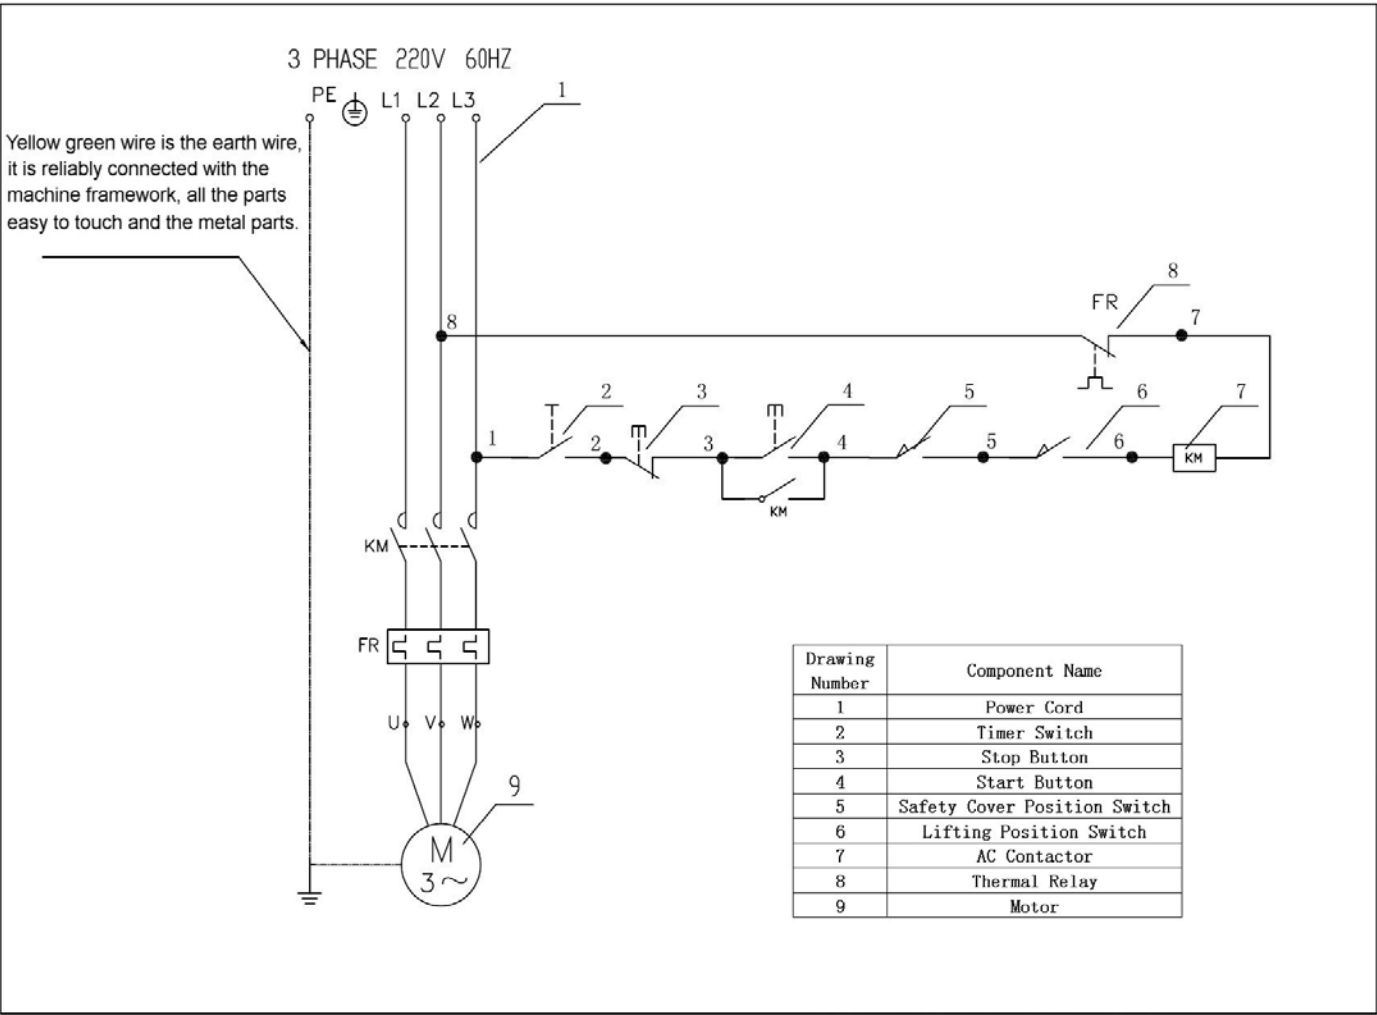 3 PHASE 220V 60HZ
PE L1 L2 L3
1
Yellow green wire is the earth wire,
it is reliably connected with the
machine framework, all the parts
easy to touch and the metal parts.
8
FR
8
7
1
2
2
3
3
4
4
5
5
6
6
7
KM
KM
KM
FR
U V W
9
M
3~
Drawing Number Component Name
1 Power Cord
2 Timer Switch
3 Stop Button
4 Start Button
5 Safety Cover Position Switch
6 Lifting Position Switch
7 AC Contactor
8 Thermal Relay
9 Motor